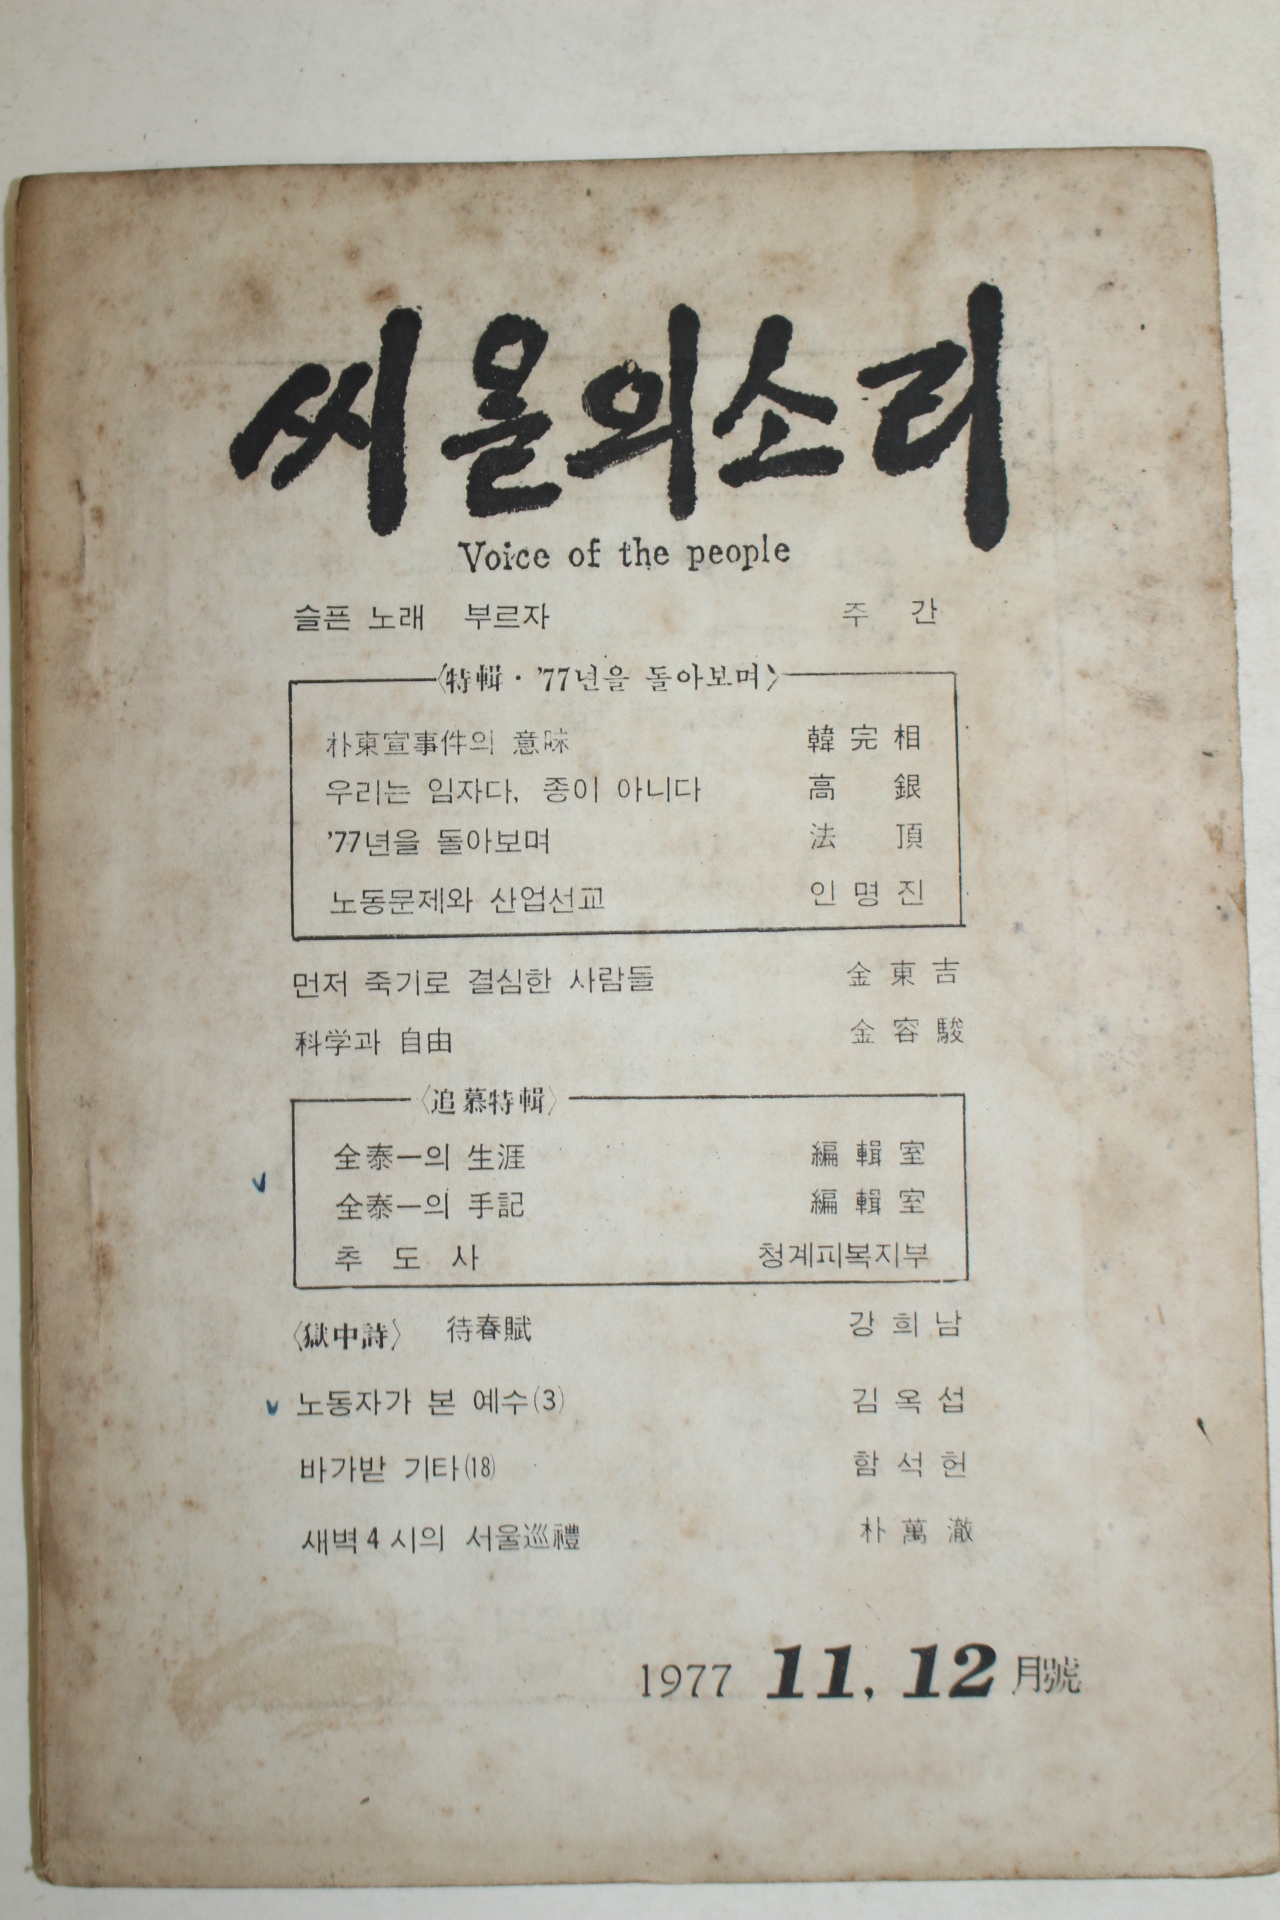 씨올의소리
Voice of the people
슬픈 노래 부르자 주 간
〈特輯·'77년을 돌아보며〉
朴東宣事件의 意味 韓完相
우리는 임자다, 종이 아니다 高 銀
'77년을 돌아보며 法 頂
노동문제와 산업선교 인명진
먼저 죽기로 결심한 사람들 金東吉
科学과 自由 金容駿
〈追慕特輯〉
全泰一의 生涯 編輯室
全泰一의 手記 編輯室
추 도 사 청계피복지부
〈獄中詩〉 待春賦 강희남
노동자가 본 예수(3) 김옥섭
바가받 기타(18) 함석헌
새벽 4 시의 서울巡禮 朴萬澈
1977 11, 12 月號